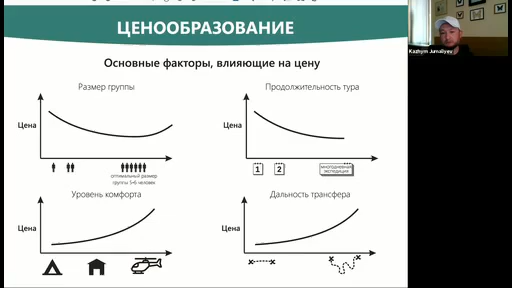 ЦЕНООБРАЗОВАНИЕ
Основные факторы, влияющие на цену
Размер группы
Цена
оптимальный размер
группы 5-6 человек
Продолжительность тура
Цена
1
2
многодневная
экспедиция
Уровень комфорта
Цена
Дальность трансфера
Цена
Kazhym Jumaliyev